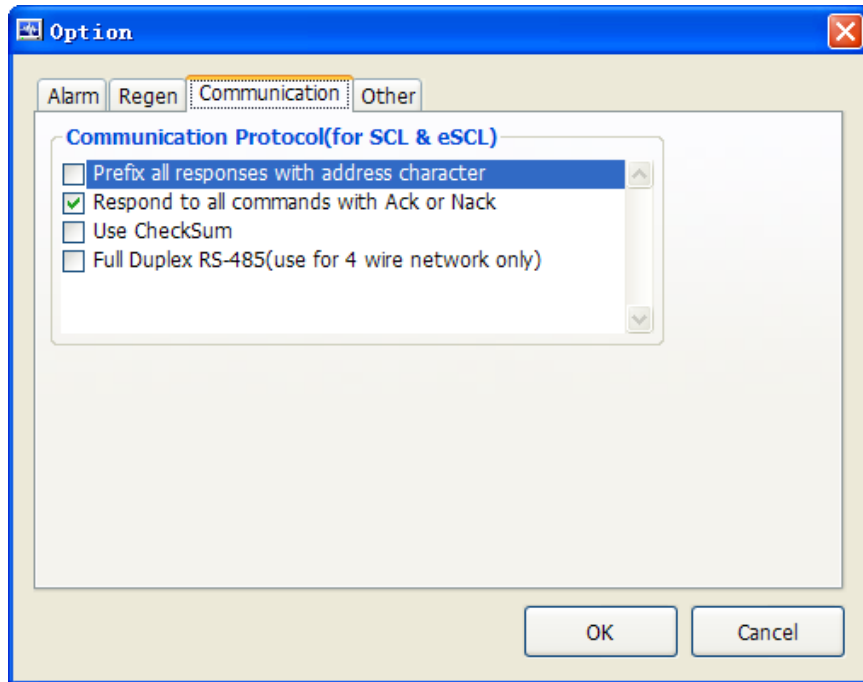 Option
Alarm Regen Communication Other
Communication Protocol(for SCL & eSCL)
Prefix all responses with address character
Respond to all commands with Ack or Nack
Use CheckSum
Full Duplex RS-485(use for 4 wire network only)
OK Cancel